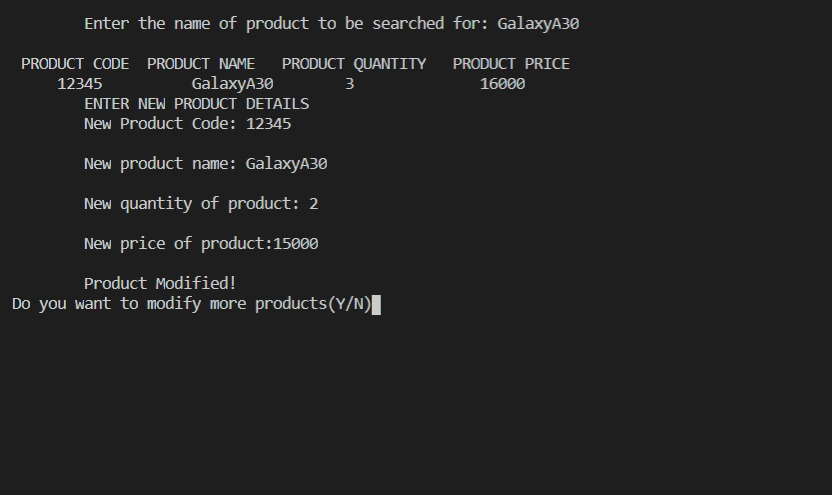 Enter the name of product to be searched for: GalaxyA30
PRODUCT CODE PRODUCT NAME PRODUCT QUANTITY PRODUCT PRICE
12345 GalaxyA30 3 16000
ENTER NEW PRODUCT DETAILS
New Product Code: 12345
New product name: GalaxyA30
New quantity of product: 2
New price of product:15000
Product Modified!
Do you want to modify more products(Y/N)